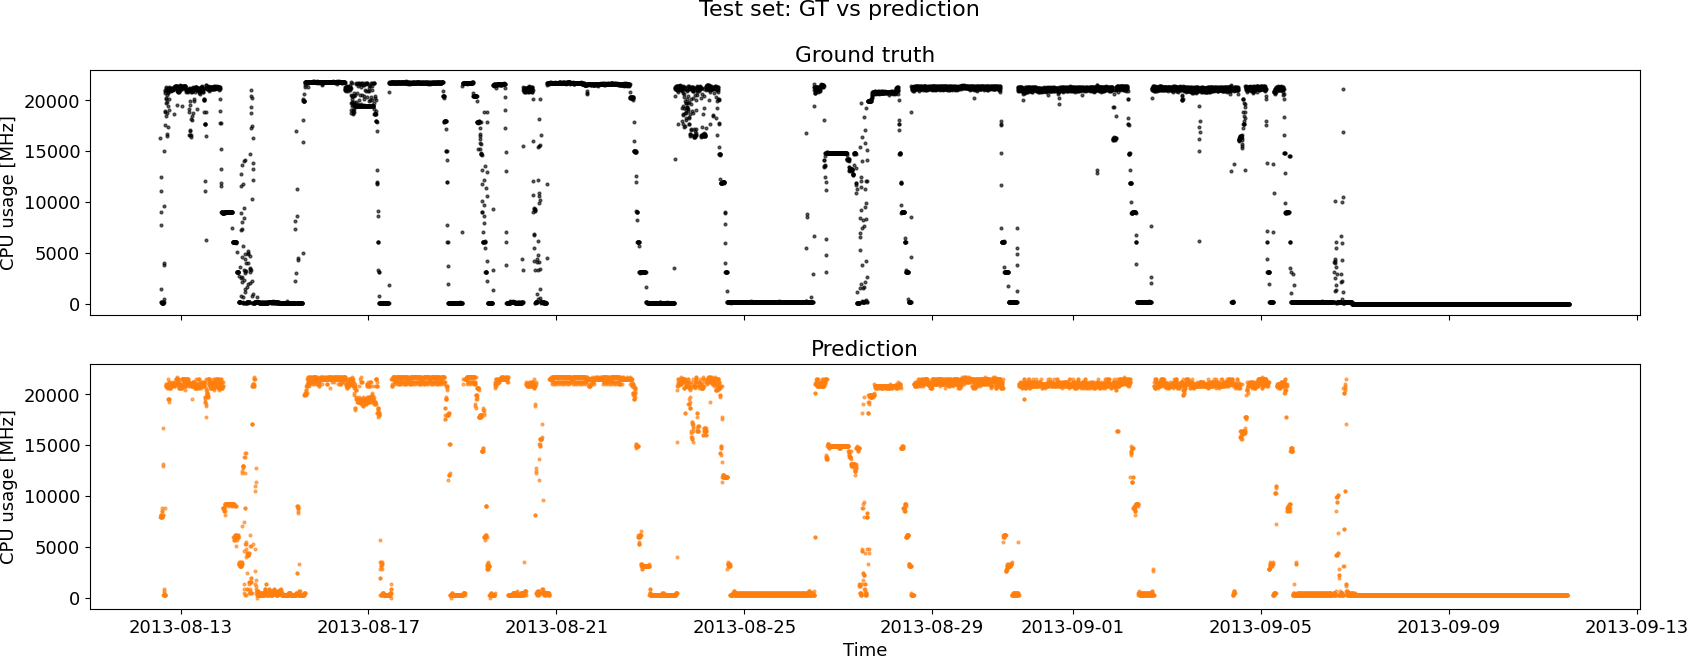 Test set: GT vs prediction
Ground truth
CPU usage [MHz]
20000
15000
10000
5000
0
Prediction
CPU usage [MHz]
20000
15000
10000
5000
0
2013-08-13 2013-08-17 2013-08-21 2013-08-25 2013-08-29 2013-09-01 2013-09-05 2013-09-09 2013-09-13
Time